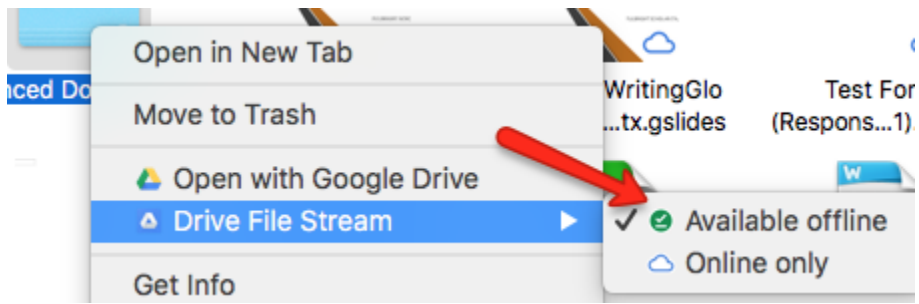 Open in New Tab
nced Do
WritingGlo
...tx.gslides
Test For
(Respons...1).
Move to Trash
Open with Google Drive
W
Drive File Stream
Available offline
Online only
Get Info